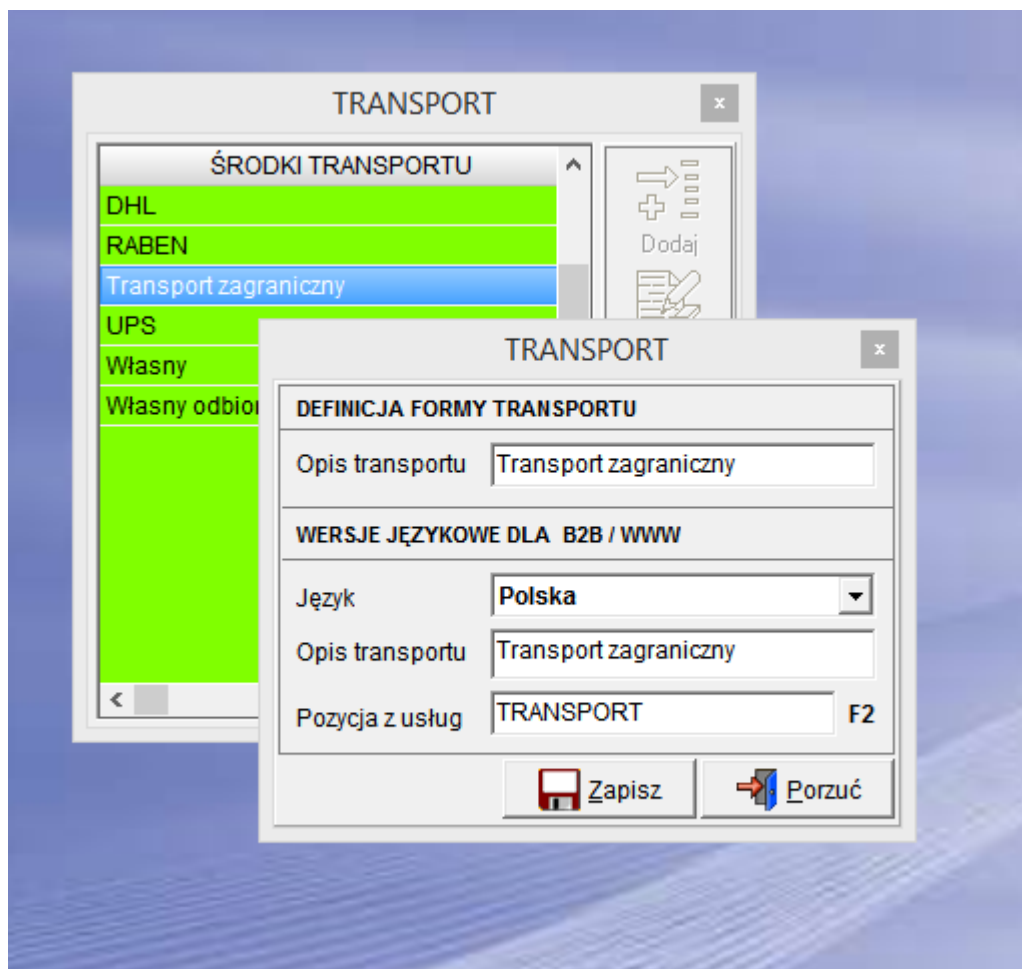 TRANSPORT
x
ŚRODKI TRANSPORTU
DHL
RABEN
Transport zagraniczny
UPS
Własny
Własny
Dodaj
TRANSPORT
x
DEFINICJA FORMY TRANSPORTU
Opis transportu Transport zagraniczny
WERSJE JĘZYKOWE DLA B2B / WWW
Język Polska
Opis transportu Transport zagraniczny
Pozycja z usług TRANSPORT F2
Zapisz Porzuć